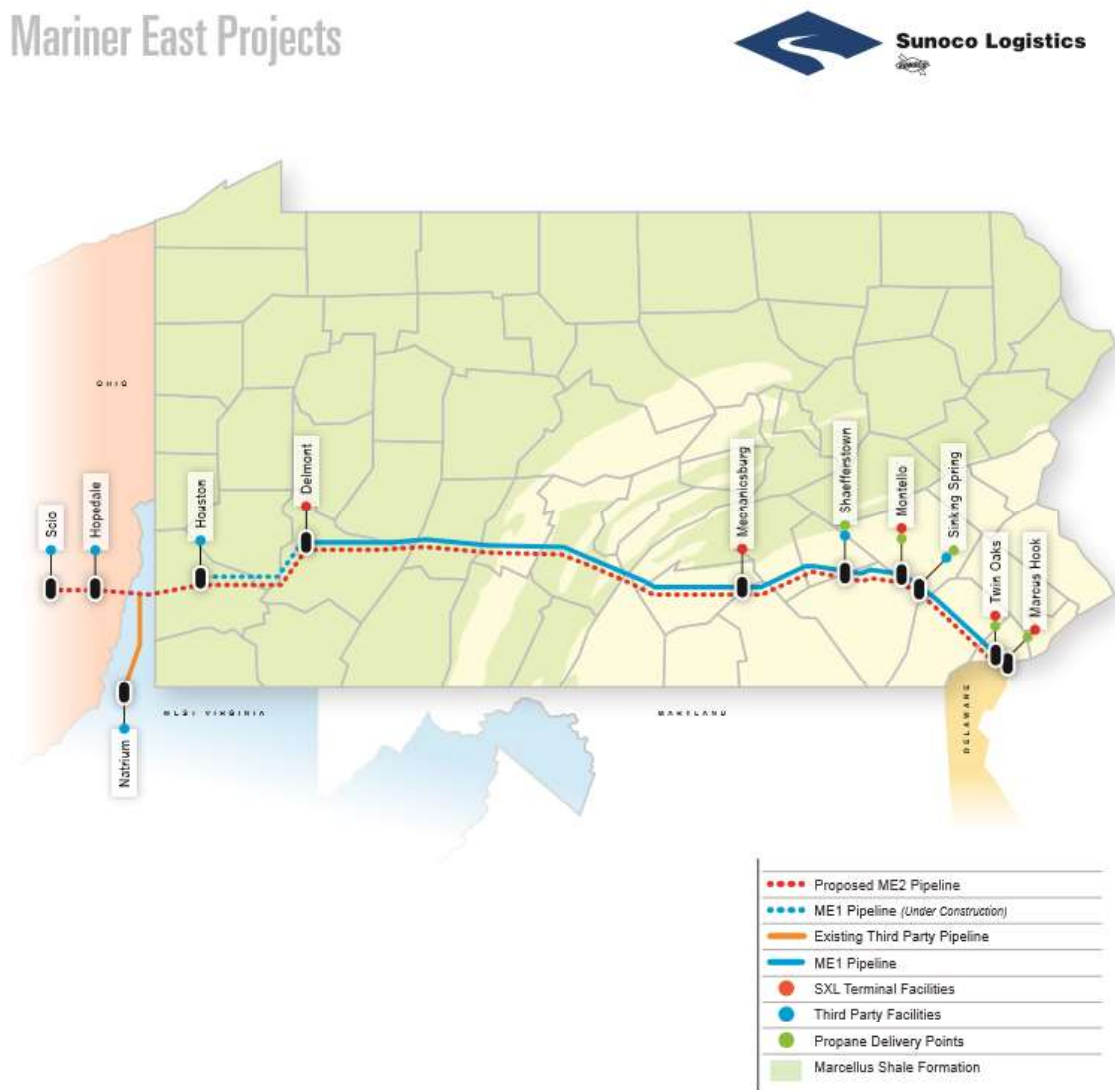 Mariner East Projects
Sunoco Logistics
SUNOCO
OHIO
Scio
Hopedale
Houston
Delmont
Mechanicsburg
Shaefferstown
Montello
Sinking Spring
Twin Oaks
Marcus Hook
Natrium
WEST VIRGINIA
MARYLAND
DELAWARE
Proposed ME2 Pipeline
ME1 Pipeline (Under Construction)
Existing Third Party Pipeline
ME1 Pipeline
SXL Terminal Facilities
Third Party Facilities
Propane Delivery Points
Marcellus Shale Formation